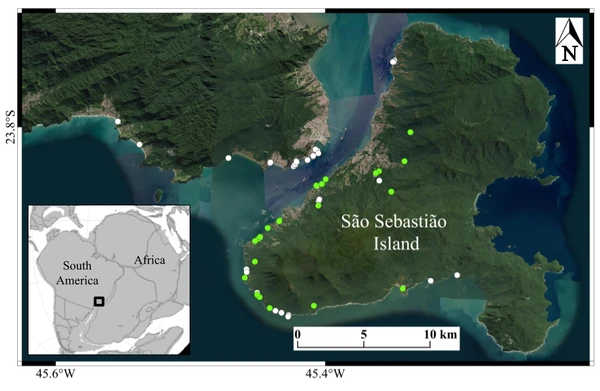 N
23.8°S
São Sebastião
Island
South
America
Africa
0 5 10 km
45.6°W 45.4°W